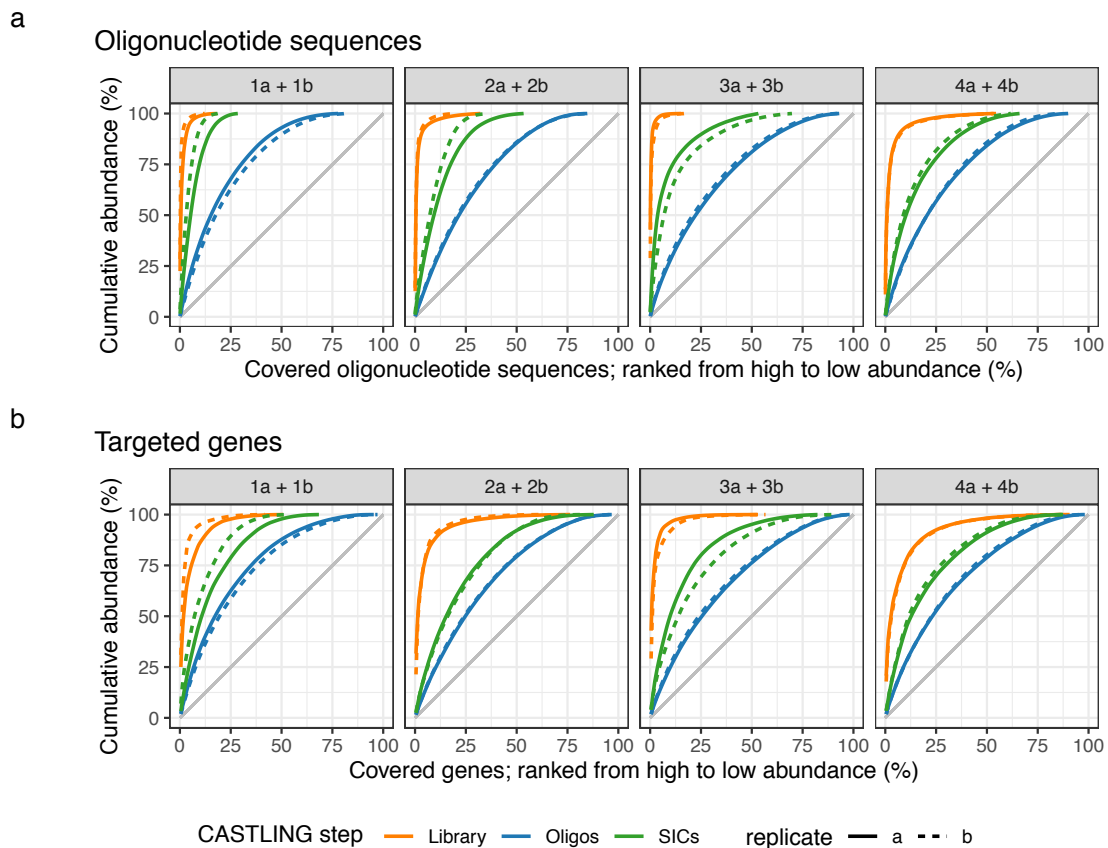 a
Oligonucleotide sequences
1a + 1b 2a + 2b 3a + 3b 4a + 4b
Cumulative abundance (%)
100
75
50
25
0
0 25 50 75 100 0 25 50 75 100 0 25 50 75 100 0 25 50 75 100
Covered oligonucleotide sequences; ranked from high to low abundance (%)
b
Targeted genes
1a + 1b 2a + 2b 3a + 3b 4a + 4b
Cumulative abundance (%)
100
75
50
25
0
0 25 50 75 100 0 25 50 75 100 0 25 50 75 100 0 25 50 75 100
Covered genes; ranked from high to low abundance (%)
CASTLING step Library Oligos SICs replicate a b